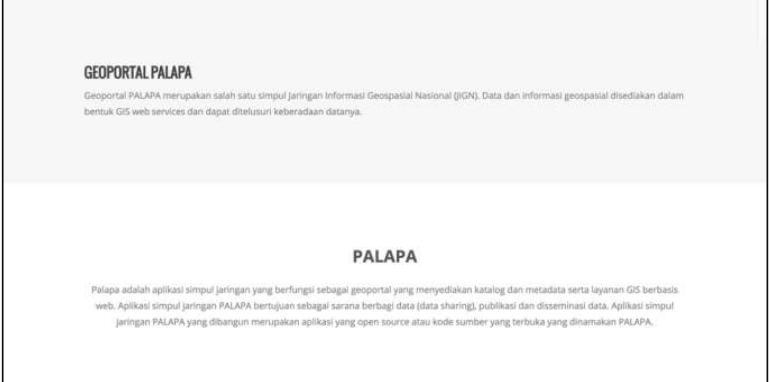 GEOPORTAL PALAPA
Geoportal PALAPA merupakan salah satu simpul Jaringan Informasi Geospasial Nasional (JIGN). Data dan informasi geospasial disediakan dalam
bentuk GIS web services dan dapat ditelusuri keberadaan datanya.
PALAPA
Palapa adalah aplikasi simpul jaringan yang berfungsi sebagai geoportal yang menyediakan katalog dan metadata serta layanan GIS berbasis
web. Aplikasi simpul jaringan PALAPA bertujuan sebagai sarana berbagi data (data sharing), publikasi dan disseminasi data. Aplikasi simpul
jaringan PALAPA yang dibangun merupakan aplikasi yang open source atau kode sumber yang terbuka yang dinamakan PALAPA.